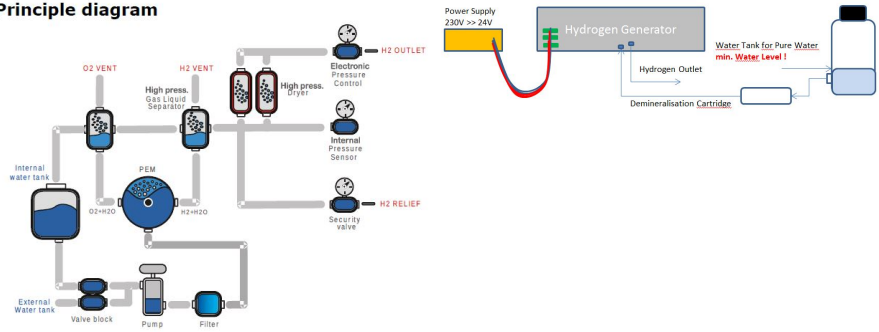 Principle diagram
O2 VENT
H2 VENT
High press.
Gas Liquid
Separator
High press.
Dryer
H2 OUTLET
Electronic
Pressure
Control
Internal
Pressure
Sensor
Internal
water tank
PEM
O2+H2O
H2+H2O
H2 RELIEF
Security
valve
External
Water tank
Valve block
Pump
Filter
Power Supply
230V >> 24V
Hydrogen Generator
Water Tank for Pure Water
min. Water Level !
Hydrogen Outlet
Demineralisation Cartridge